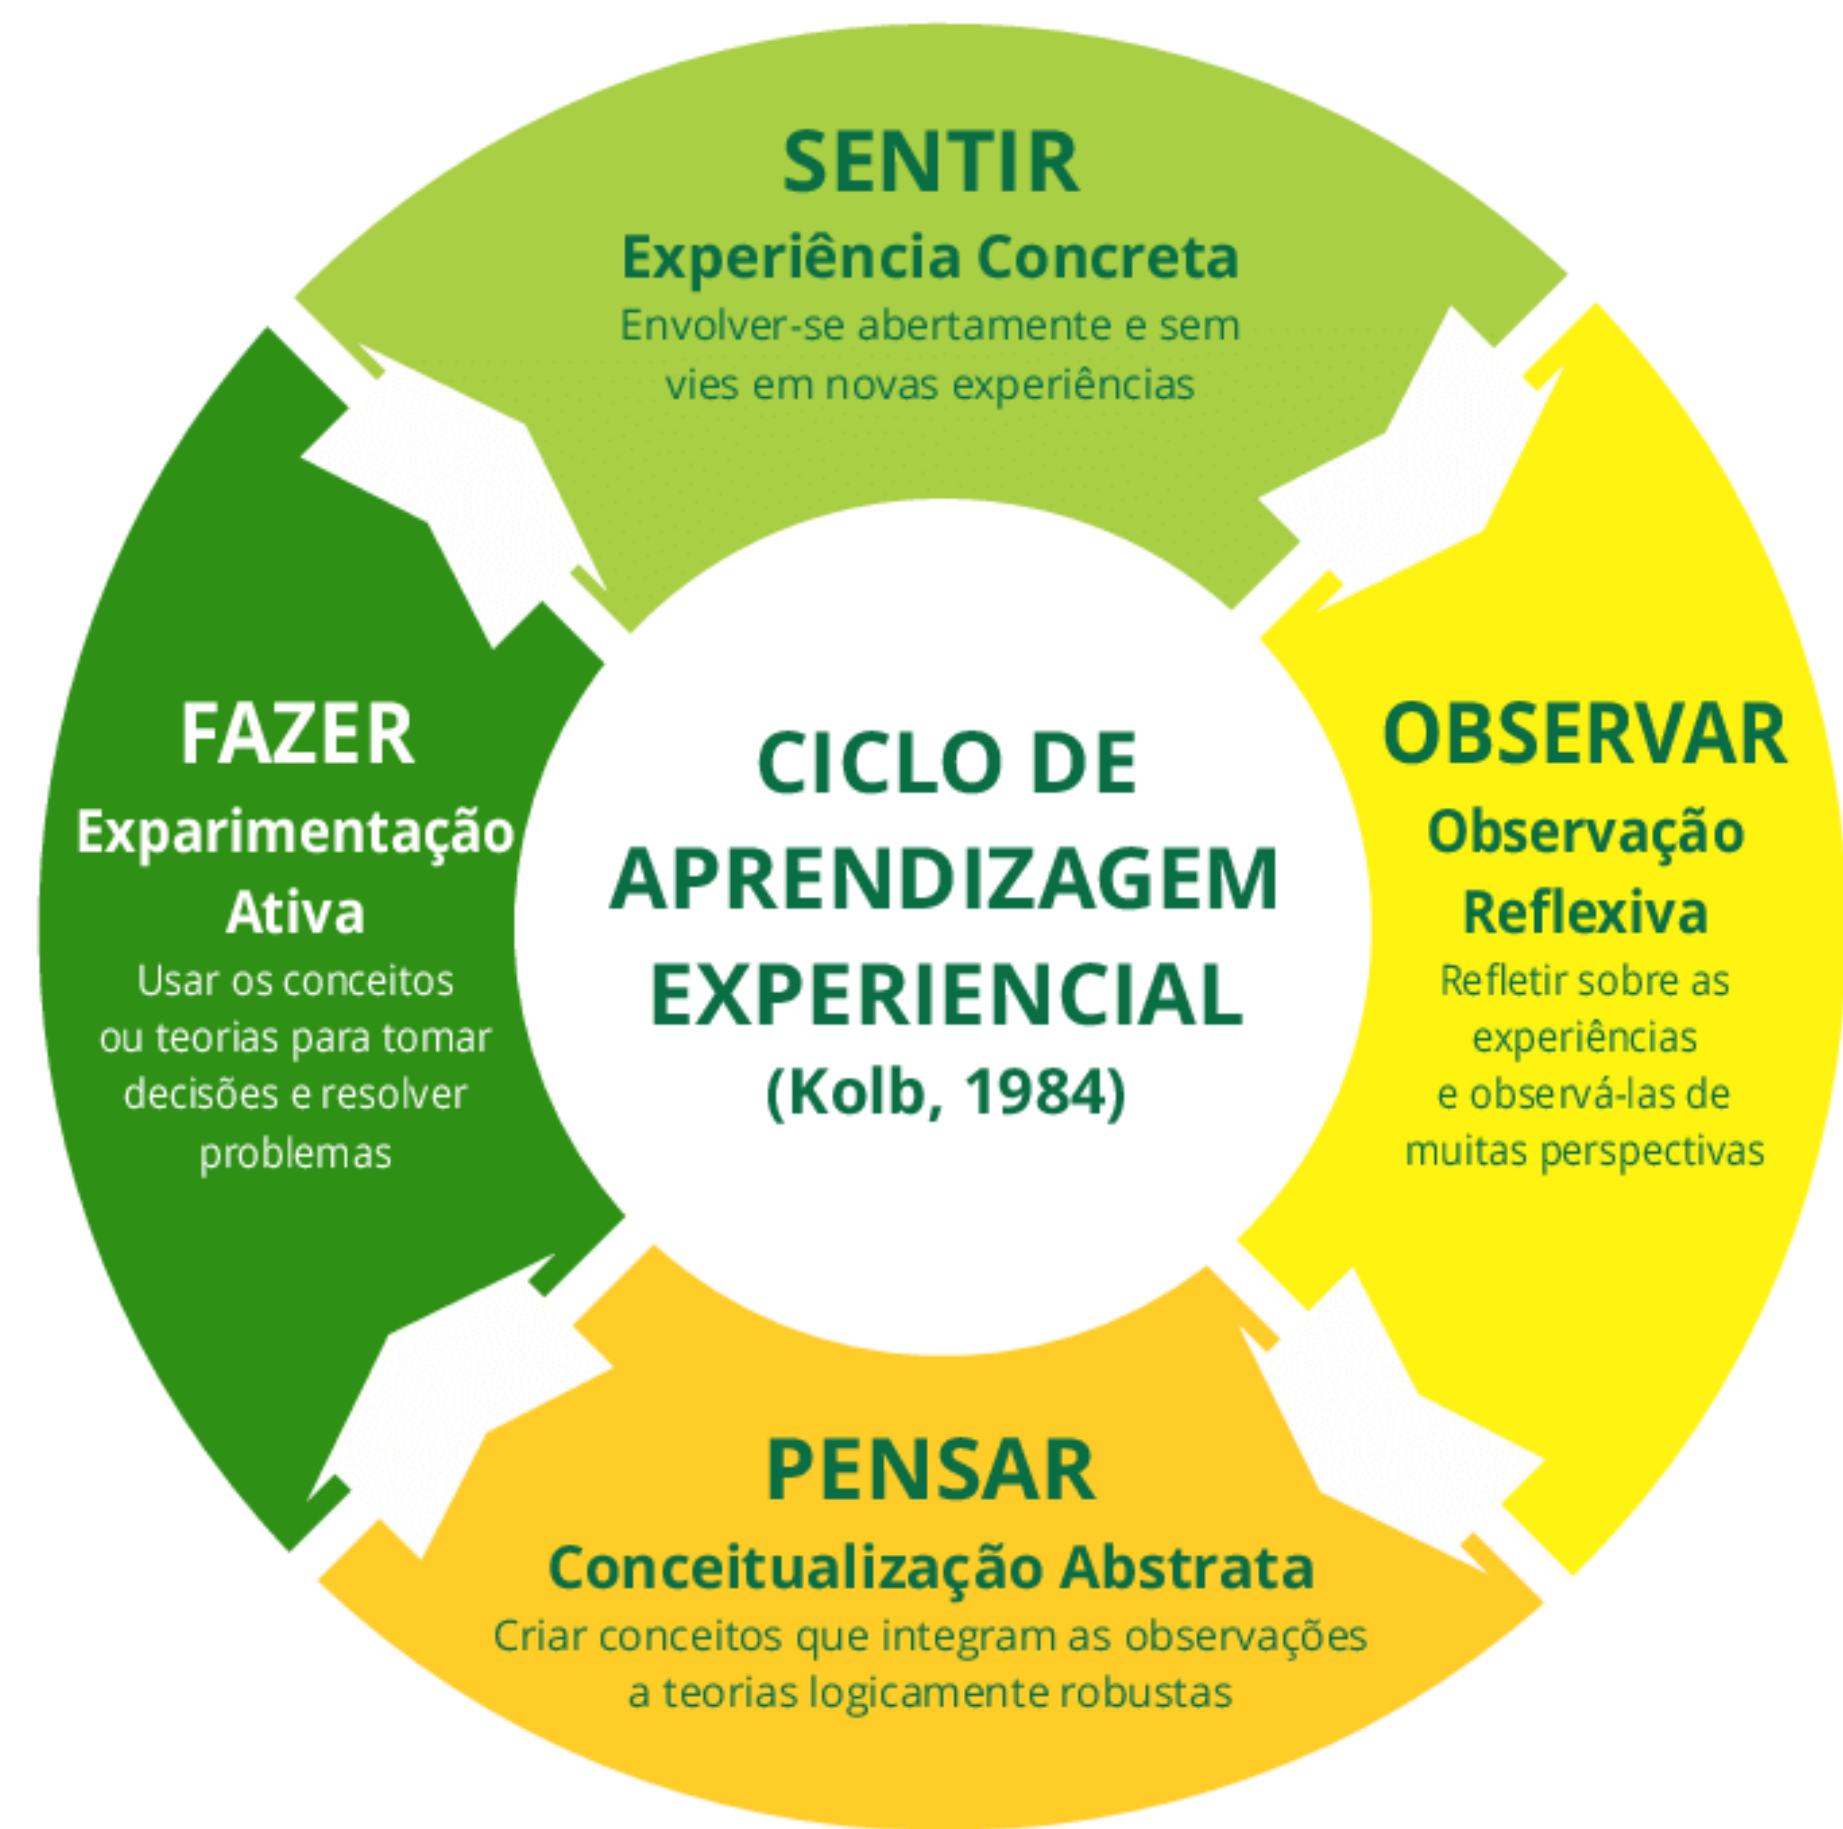 SENTIR
Experiência Concreta
Envolver-se abertamente e sem
vies em novas experiências
OBSERVAR
Observação
Reflexiva
Refletir sobre as
experiências
e observá-las de
muitas perspectivas
PENSAR
Conceitualização Abstrata
Criar conceitos que integram as observações
a teorias logicamente robustas
FAZER
Exparimentação
Ativa
Usar os conceitos
ou teorias para tomar
decisões e resolver
problemas
CICLO DE
APRENDIZAGEM
EXPERIENCIAL
(Kolb, 1984)